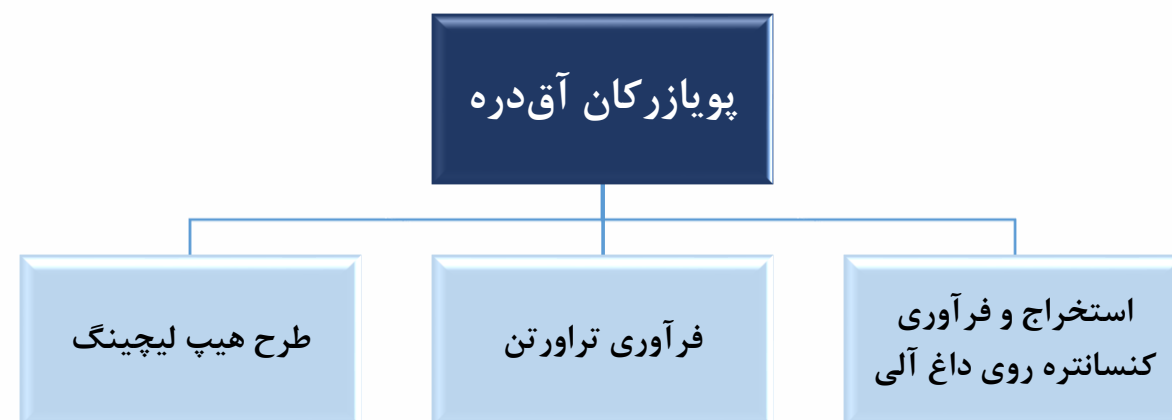 پویازرکان آق‌دره
استخراج و فرآوری
کنسانتره روی داغ آلی
فرآوری تراورتن
طرح هیپ لیچینگ